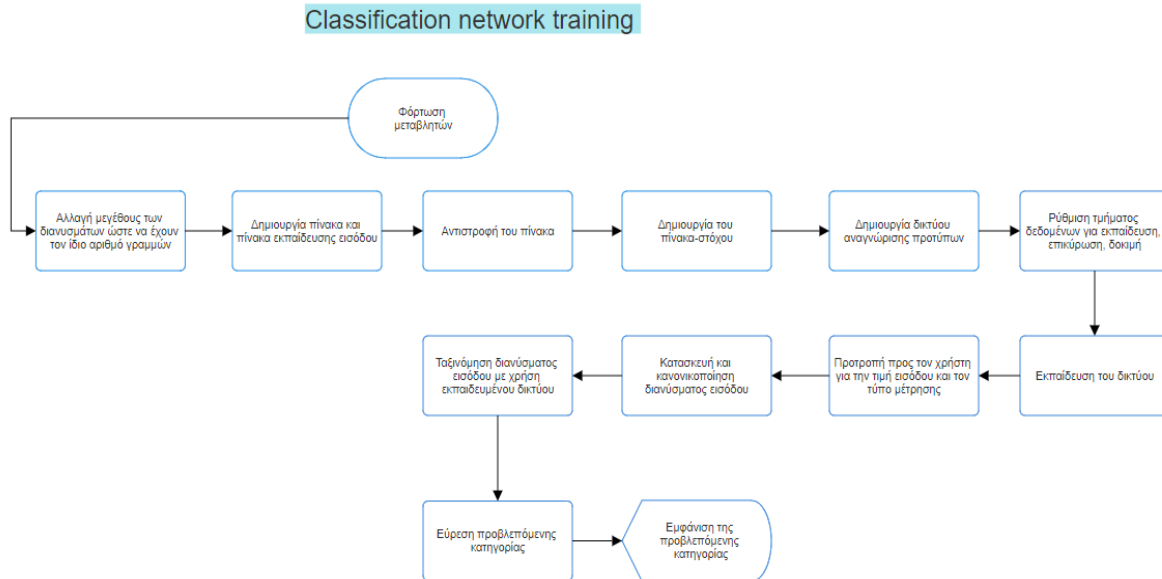 Classification network training
Φόρτωση
μεταβλητών
Αλλαγή μεγέθους των
διανυσμάτων ώστε να έχουν
τον ίδιο αριθμό γραμμών
Δημιουργία πίνακα και
πίνακα εκπαίδευσης εισόδου
Αντιστροφή του πίνακα
Δημιουργία του
πίνακα-στόχου
Δημιουργία δικτύου
αναγνώρισης προτύπων
Ρύθμιση τμήματος
δεδομένων για εκπαίδευση,
επικύρωση, δοκιμή
Εκπαίδευση του δικτύου
Προτροπή προς τον χρήστη
για την τιμή εισόδου και τον
τύπο μέτρησης
Κατασκευή και
κανονικοποίηση
διανύσματος εισόδου
Ταξινόμηση διανύσματος
εισόδου με χρήση
εκπαιδευμένου δικτύου
Εύρεση προβλεπόμενης
κατηγορίας
Εμφάνιση της
προβλεπόμενης
κατηγορίας